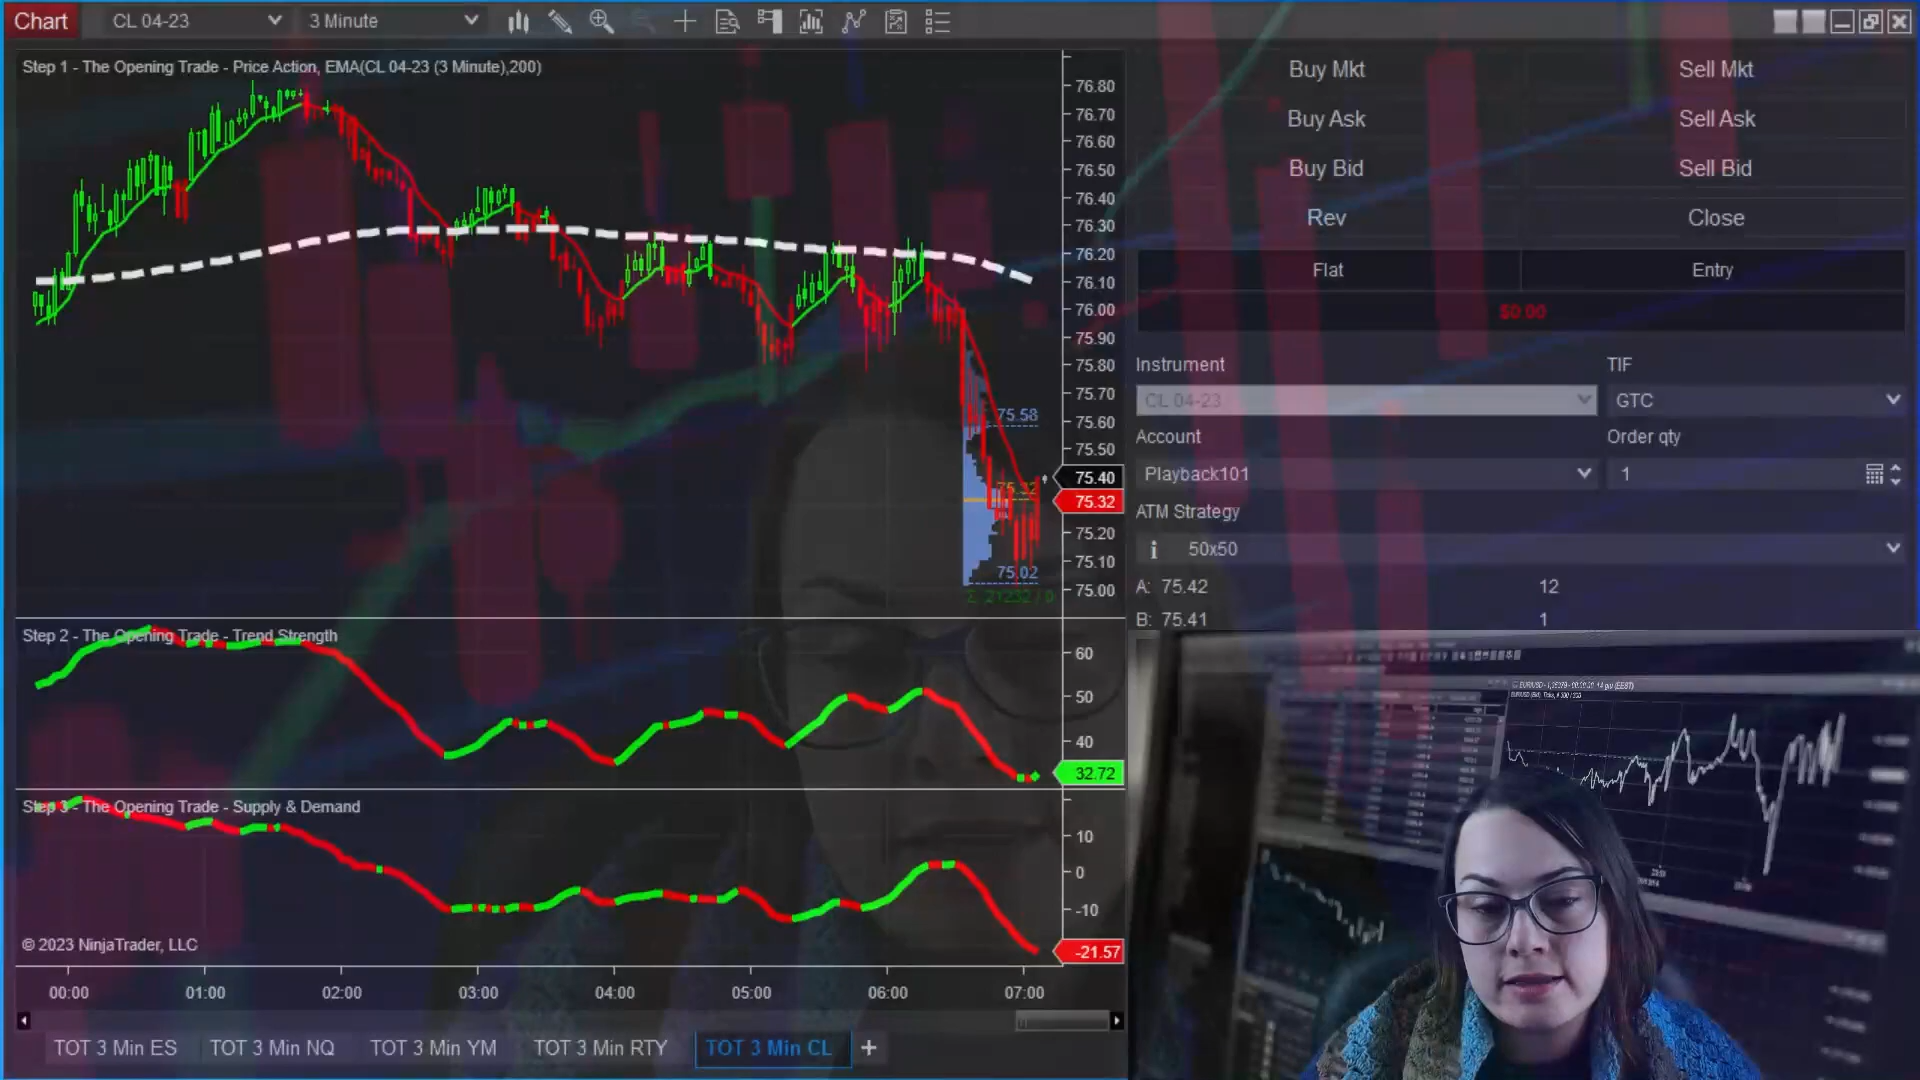 Chart
CL 04-23
3 Minute
Step 1 - The Opening Trade - Price Action, EMA(CL 04-23 (3 Minute),200)
76.80
76.70
76.60
76.50
76.40
76.30
76.20
76.10
76.00
75.90
75.80
75.70
75.60
75.50
75.40
75.32
75.20
75.10
75.00
75.58
75.32
75.02
Σ 21232 / 0
Step 2 - The Opening Trade - Trend Strength
60
50
40
32.72
Step 3 - The Opening Trade - Supply & Demand
10
0
-10
-21.57
© 2023 NinjaTrader, LLC
00:00 01:00 02:00 03:00 04:00 05:00 06:00 07:00
TOT 3 Min ES TOT 3 Min NQ TOT 3 Min YM TOT 3 Min RTY TOT 3 Min CL +
Buy Mkt Sell Mkt
Buy Ask Sell Ask
Buy Bid Sell Bid
Rev Close
Flat Entry
$0.00
Instrument TIF
CL 04-23 GTC
Account Order qty
Playback101 1
ATM Strategy
i 50x50
A: 75.42 12
B: 75.41 1